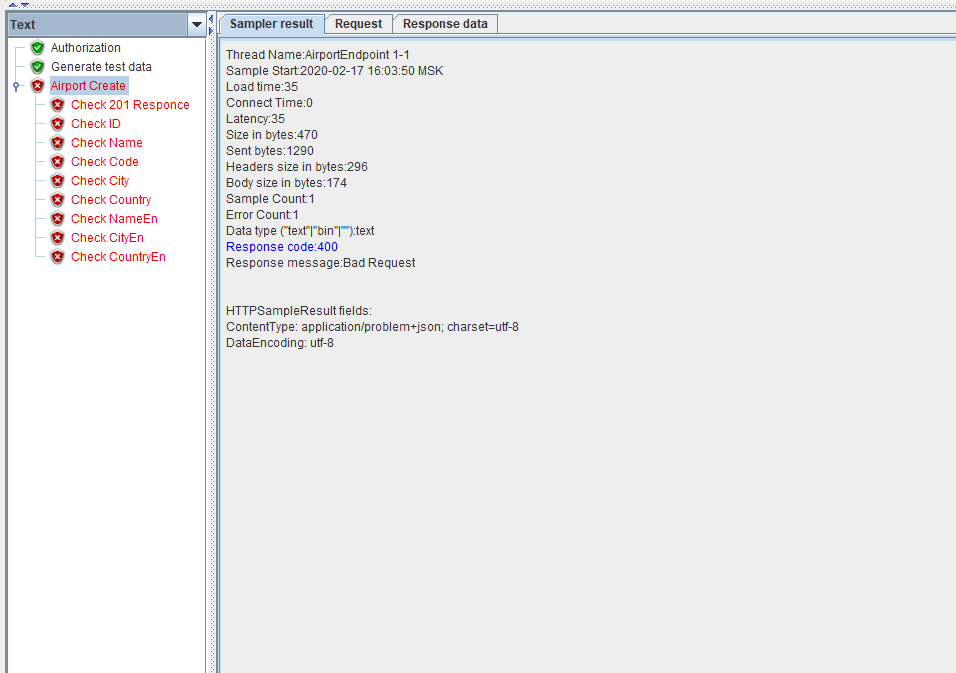 Text
Authorization
Generate test data
Airport Create
Check 201 Responce
Check ID
Check Name
Check Code
Check City
Check Country
Check NameEn
Check CityEn
Check CountryEn
Sampler result Request Response data
Thread Name:AirportEndpoint 1-1
Sample Start:2020-02-17 16:03:50 MSK
Load time:35
Connect Time:0
Latency:35
Size in bytes:470
Sent bytes:1290
Headers size in bytes:296
Body size in bytes:174
Sample Count:1
Error Count:1
Data type ("text"|"bin"|""):text
Response code:400
Response message:Bad Request
HTTPSampleResult fields:
ContentType: application/problem+json; charset=utf-8
DataEncoding: utf-8